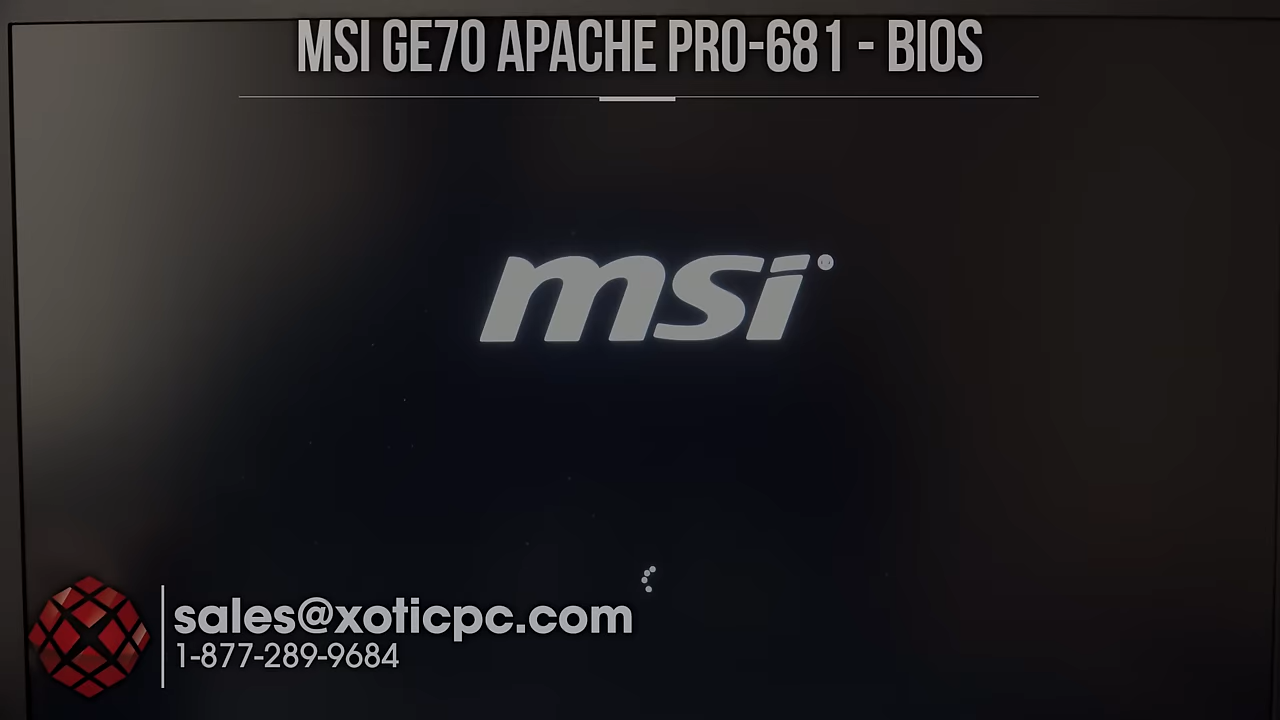 MSI GE70 APACHE PRO-681 - BIOS
msi
sales@xoticpc.com
1-877-289-9684